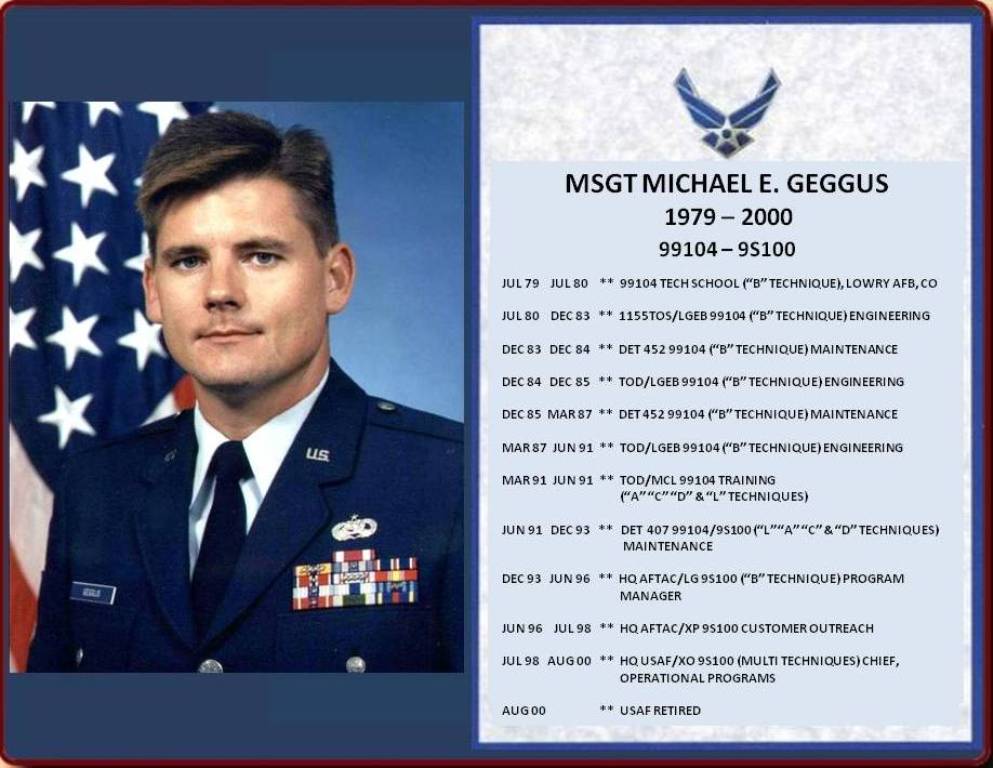 MSGT MICHAEL E. GEGGUS
1979 – 2000
99104 – 9S100
JUL 79 JUL 80 ** 99104 TECH SCHOOL (“B” TECHNIQUE), LOWRY AFB, CO
JUL 80 DEC 83 ** 1155TOS/LGEB 99104 (“B” TECHNIQUE) ENGINEERING
DEC 83 DEC 84 ** DET 452 99104 (“B” TECHNIQUE) MAINTENANCE
DEC 84 DEC 85 ** TOD/LGEB 99104 (“B” TECHNIQUE) ENGINEERING
DEC 85 MAR 87 ** DET 452 99104 (“B” TECHNIQUE) MAINTENANCE
MAR 87 JUN 91 ** TOD/LGEB 99104 (“B” TECHNIQUE) ENGINEERING
MAR 91 JUN 91 ** TOD/MCL 99104 TRAINING
(“A” “C” “D” & “L” TECHNIQUES)
JUN 91 DEC 93 ** DET 407 99104/9S100 (“L” “A” “C” & “D” TECHNIQUES)
MAINTENANCE
DEC 93 JUN 96 ** HQ AFTAC/LG 9S100 (“B” TECHNIQUE) PROGRAM
MANAGER
JUN 96 JUL 98 ** HQ AFTAC/XP 9S100 CUSTOMER OUTREACH
JUL 98 AUG 00 ** HQ USAF/XO 9S100 (MULTI TECHNIQUES) CHIEF,
OPERATIONAL PROGRAMS
AUG 00 ** USAF RETIRED
U.S.
GEGGUS